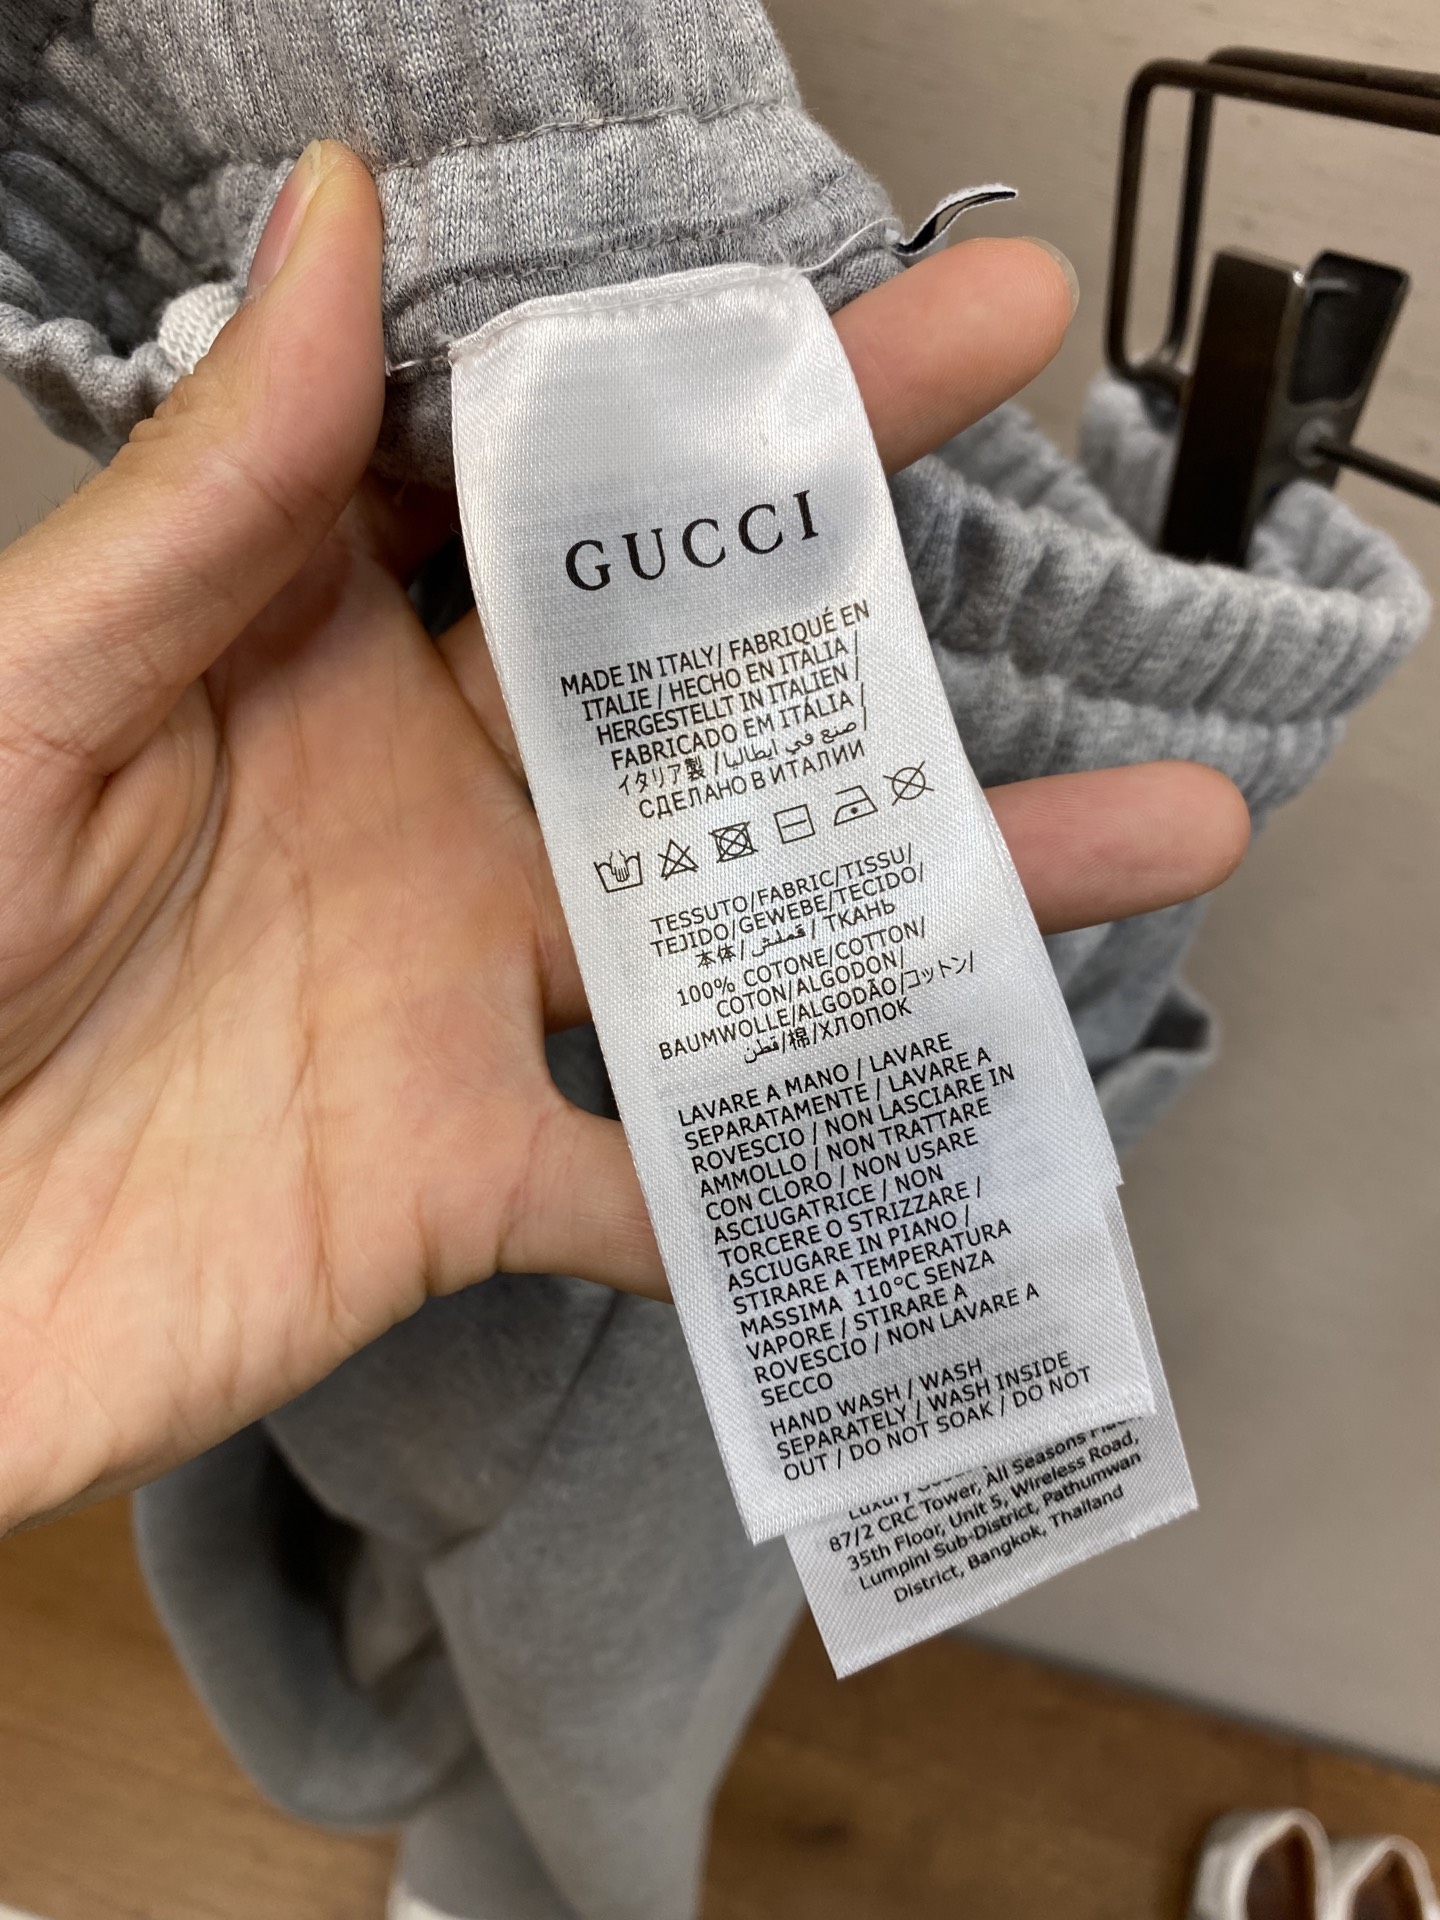 GUCCI
MADE IN ITALY/ FABRIQUÉ EN
ITALIE / HECHO EN ITALIA /
HERGESTELLT IN ITALIEN /
FABRICADO EM ITÁLIA /
イタリア製 / صنع في ايطاليا /
СДЕЛАНО В ИТАЛИИ
TESSUTO/FABRIC/TISSU/
TEJIDO/GEWEBE/TECIDO/
本体/ قملش / ТКАНЬ
100% COTONE/COTTON/
COTON/ALGODON/
BAUMWOLLE/ALGODÃO/コットン/
قطن/棉/ХЛОПОК
LAVARE A MANO / LAVARE
SEPARATAMENTE / LAVARE A
ROVESCIO / NON LASCIARE IN
AMMOLLO / NON TRATTARE
CON CLORO / NON USARE
ASCIUGATRICE / NON
TORCERE O STRIZZARE /
ASCIUGARE IN PIANO /
STIRARE A TEMPERATURA
MASSIMA 110°C SENZA
VAPORE / STIRARE A
ROVESCIO / NON LAVARE A
SECCO
HAND WASH / WASH
SEPARATELY / WASH INSIDE
OUT / DO NOT SOAK / DO NOT
Luxury
87/2 CRC Tower, All Seasons Place,
35th Floor, Unit 5, Wireless Road,
Lumpini Sub-District, Pathumwan
District, Bangkok, Thailand